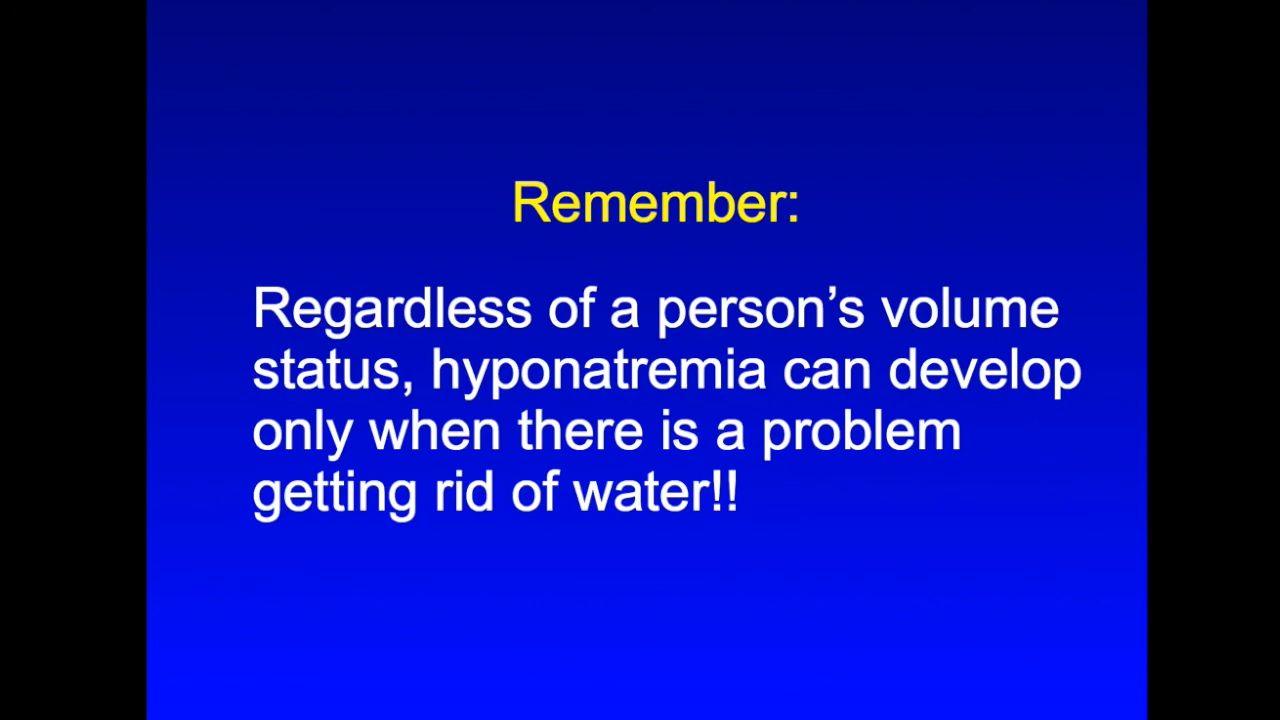 Remember:
Regardless of a person’s volume
status, hyponatremia can develop
only when there is a problem
getting rid of water!!